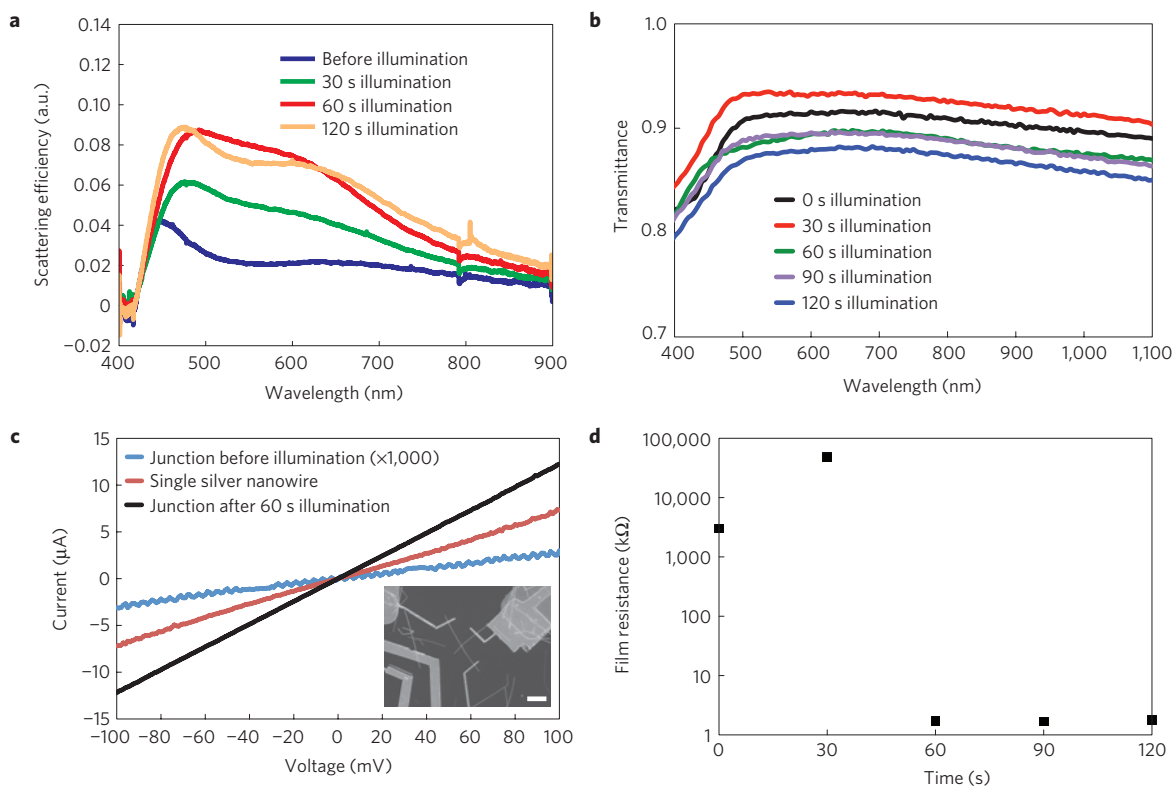 a
0.14
0.12
0.10
0.08
0.06
0.04
0.02
0
−0.02
Scattering efficiency (a.u.)
Before illumination
30 s illumination
60 s illumination
120 s illumination
400 500 600 700 800 900
Wavelength (nm)
b
1.0
0.9
0.8
0.7
Transmittance
0 s illumination
30 s illumination
60 s illumination
90 s illumination
120 s illumination
400 500 600 700 800 900 1,000 1,100
Wavelength (nm)
c
15
10
5
0
−5
−10
−15
Current (μA)
Junction before illumination (×1,000)
Single silver nanowire
Junction after 60 s illumination
−100 −80 −60 −40 −20 0 20 40 60 80 100
Voltage (mV)
d
100,000
10,000
1,000
100
10
1
Film resistance (kΩ)
0 30 60 90 120
Time (s)